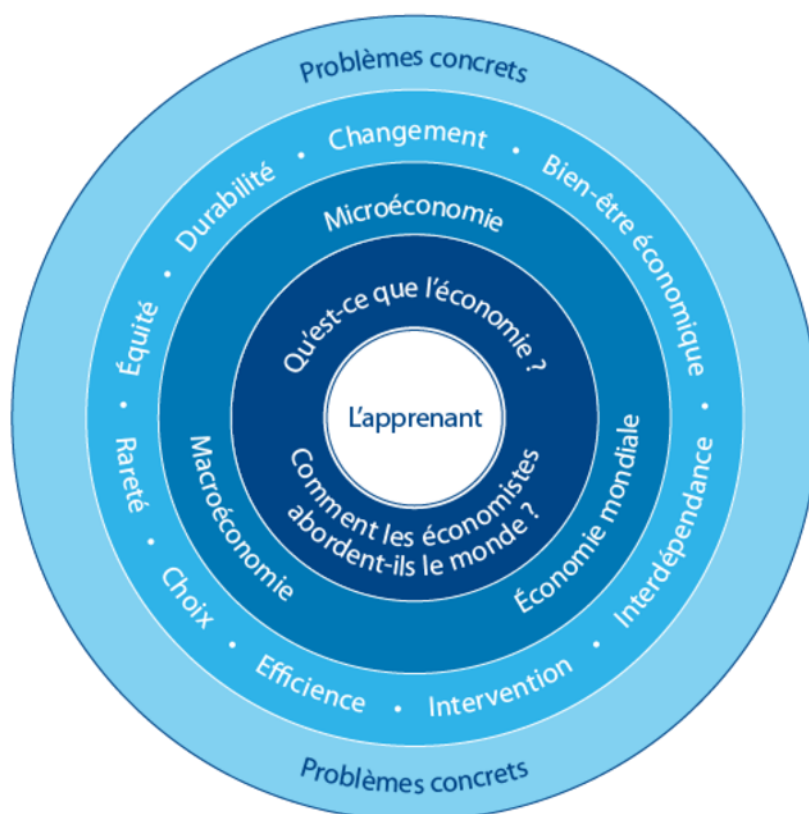 Problèmes concrets
Changement • Bien-être économique • Interdépendance • Intervention • Efficience • Choix • Rareté • Équité • Durabilité •
Microéconomie
Économie mondiale
Macroéconomie
Qu'est-ce que l'économie ?
L'apprenant
Comment les économistes
abordent-ils le monde ?
Problèmes concrets